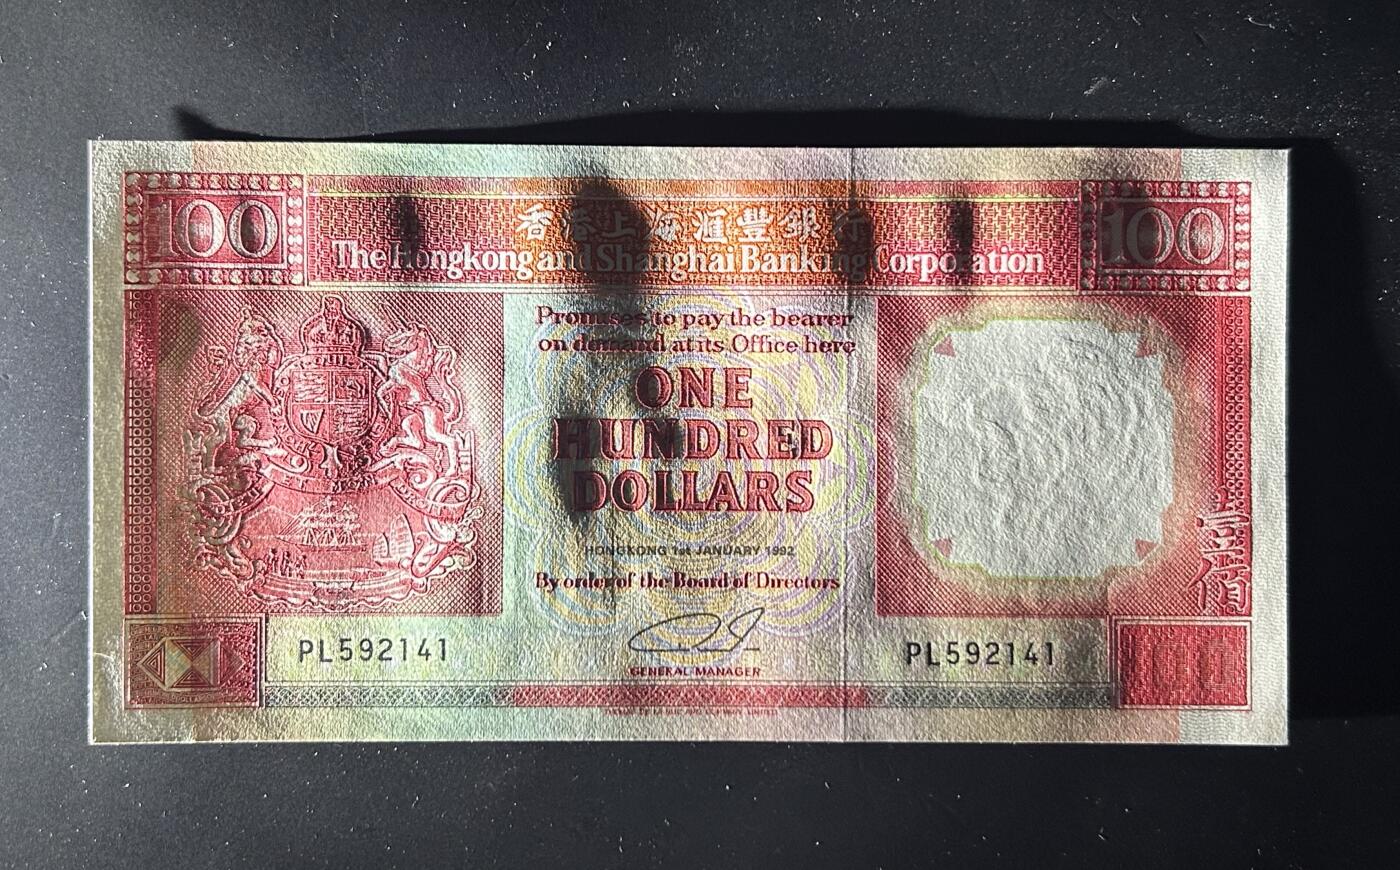 100
香港上海滙豐銀行
100
The Hongkong and Shanghai Banking Corporation
Promises to pay the bearer
on demand at its Office here
ONE
HUNDRED
DOLLARS
HONGKONG 1st JANUARY 1992
By order of the Board of Directors
PL592141
PL592141
GENERAL MANAGER